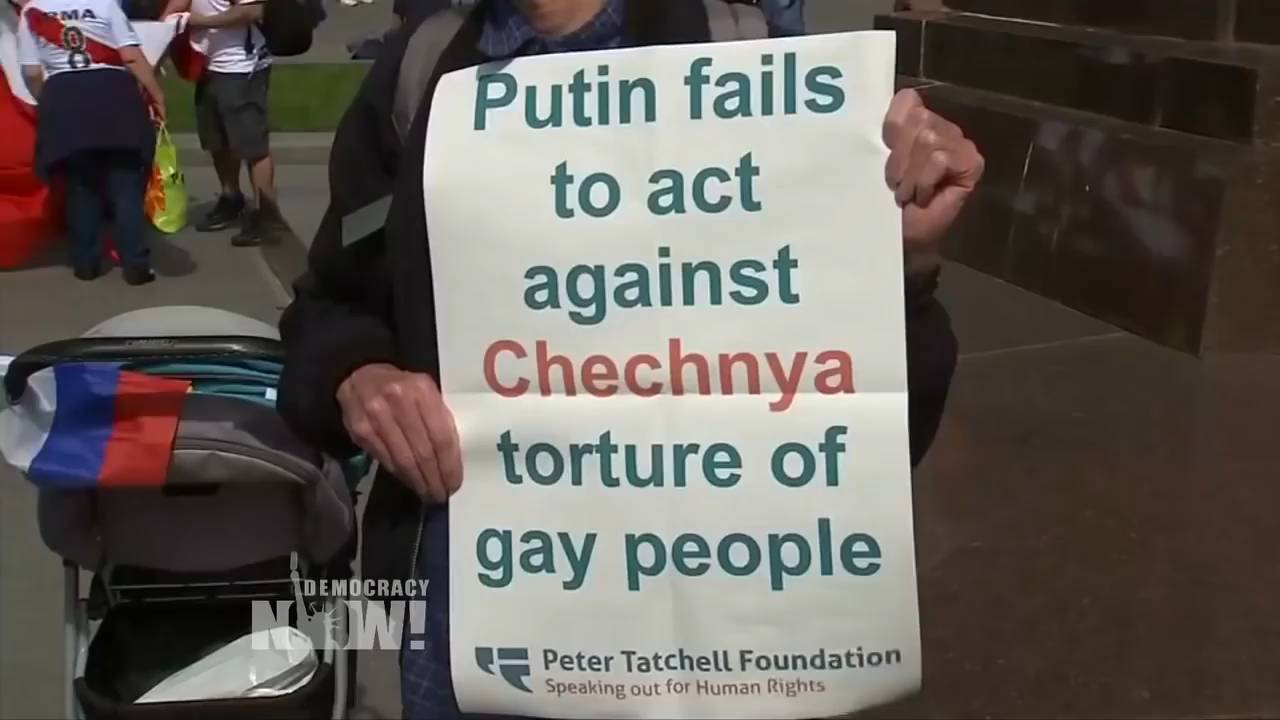 Putin fails
to act
against
Chechnya
torture of
gay people
Peter Tatchell Foundation
Speaking out for Human Rights
DEMOCRACY
NOW!
8